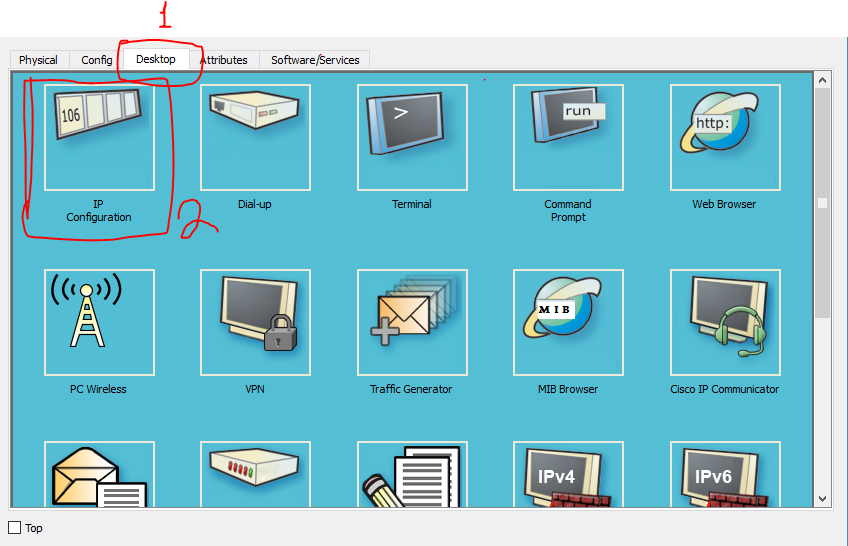 1
Physical Config Desktop Attributes Software/Services
106
>
run
http:
IP
Configuration
Dial-up
Terminal
Command
Prompt
Web Browser
2
MIB
PC Wireless
VPN
Traffic Generator
MIB Browser
Cisco IP Communicator
IPv4
IPv6
Top